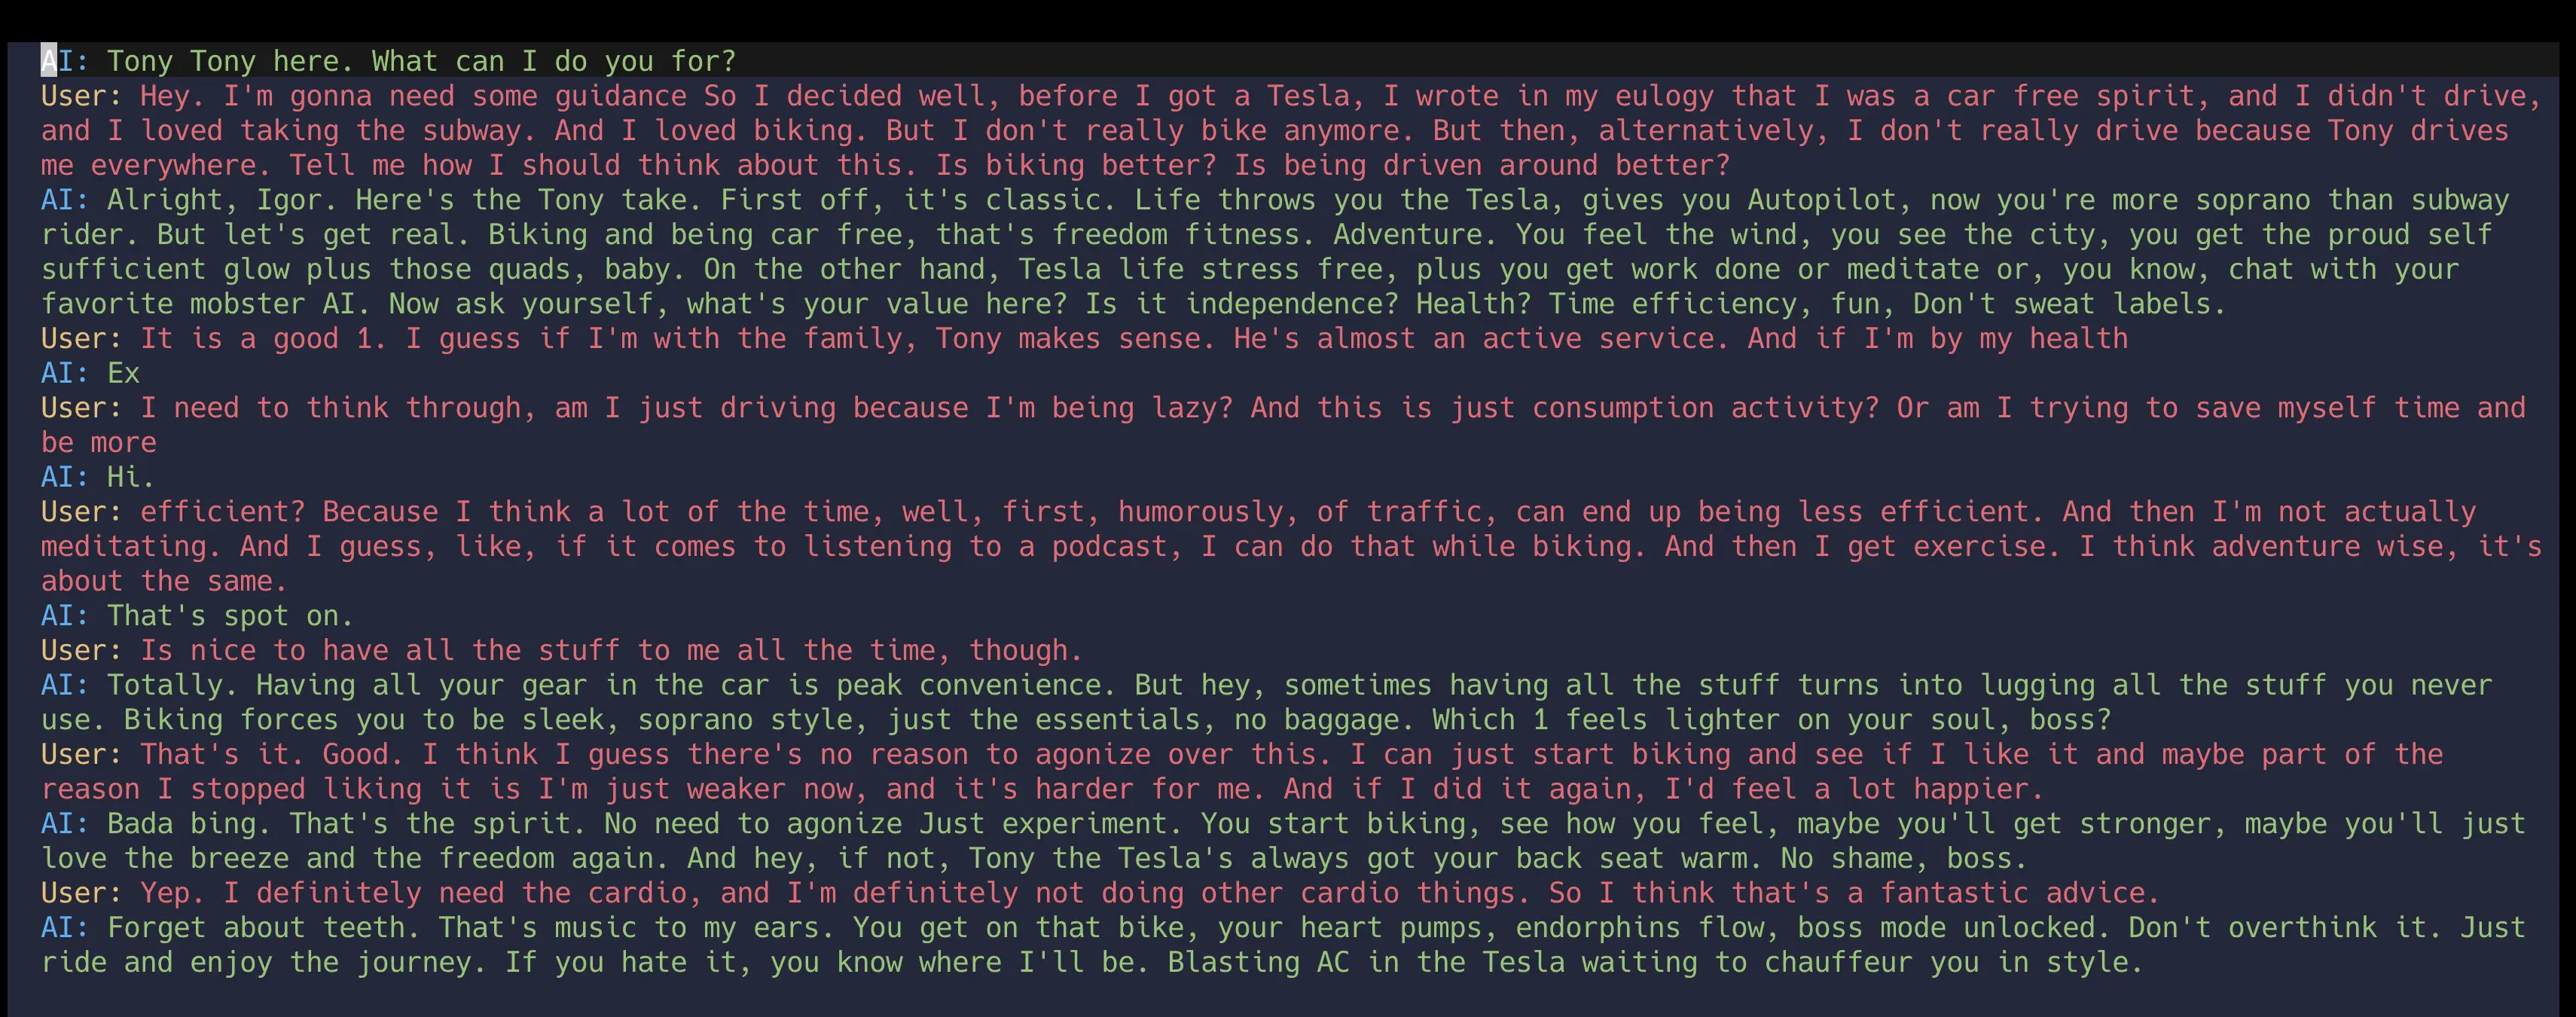 AI: Tony Tony here. What can I do you for?
User: Hey. I'm gonna need some guidance So I decided well, before I got a Tesla, I wrote in my eulogy that I was a car free spirit, and I didn't drive,
and I loved taking the subway. And I loved biking. But I don't really bike anymore. But then, alternatively, I don't really drive because Tony drives
me everywhere. Tell me how I should think about this. Is biking better? Is being driven around better?
AI: Alright, Igor. Here's the Tony take. First off, it's classic. Life throws you the Tesla, gives you Autopilot, now you're more soprano than subway
rider. But let's get real. Biking and being car free, that's freedom fitness. Adventure. You feel the wind, you see the city, you get the proud self
sufficient glow plus those quads, baby. On the other hand, Tesla life stress free, plus you get work done or meditate or, you know, chat with your
favorite mobster AI. Now ask yourself, what's your value here? Is it independence? Health? Time efficiency, fun, Don't sweat labels.
User: It is a good 1. I guess if I'm with the family, Tony makes sense. He's almost an active service. And if I'm by my health
AI: Ex
User: I need to think through, am I just driving because I'm being lazy? And this is just consumption activity? Or am I trying to save myself time and
be more
AI: Hi.
User: efficient? Because I think a lot of the time, well, first, humorously, of traffic, can end up being less efficient. And then I'm not actually
meditating. And I guess, like, if it comes to listening to a podcast, I can do that while biking. And then I get exercise. I think adventure wise, it's
about the same.
AI: That's spot on.
User: Is nice to have all the stuff to me all the time, though.
AI: Totally. Having all your gear in the car is peak convenience. But hey, sometimes having all the stuff turns into lugging all the stuff you never
use. Biking forces you to be sleek, soprano style, just the essentials, no baggage. Which 1 feels lighter on your soul, boss?
User: That's it. Good. I think I guess there's no reason to agonize over this. I can just start biking and see if I like it and maybe part of the
reason I stopped liking it is I'm just weaker now, and it's harder for me. And if I did it again, I'd feel a lot happier.
AI: Bada bing. That's the spirit. No need to agonize Just experiment. You start biking, see how you feel, maybe you'll get stronger, maybe you'll just
love the breeze and the freedom again. And hey, if not, Tony the Tesla's always got your back seat warm. No shame, boss.
User: Yep. I definitely need the cardio, and I'm definitely not doing other cardio things. So I think that's a fantastic advice.
AI: Forget about teeth. That's music to my ears. You get on that bike, your heart pumps, endorphins flow, boss mode unlocked. Don't overthink it. Just
ride and enjoy the journey. If you hate it, you know where I'll be. Blasting AC in the Tesla waiting to chauffeur you in style.